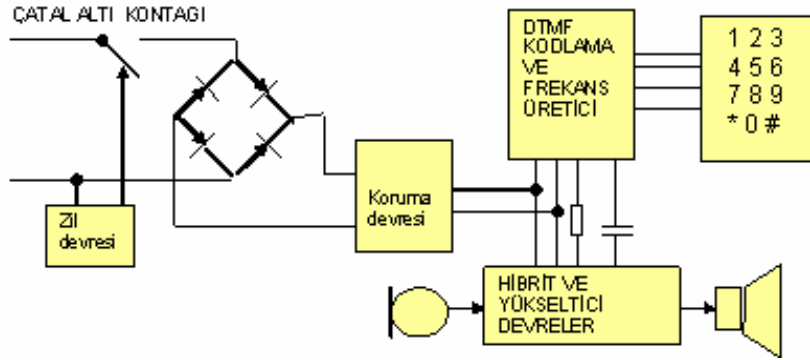 ÇATAL ALTI KONTAGI
DTMF
KODLAMA
VE
FREKANS
ÜRETİCİ
1 2 3
4 5 6
7 8 9
* 0 #
Koruma
devresi
Zil
devresi
HİBRİT VE
YÜKSELTİCİ
DEVRELER